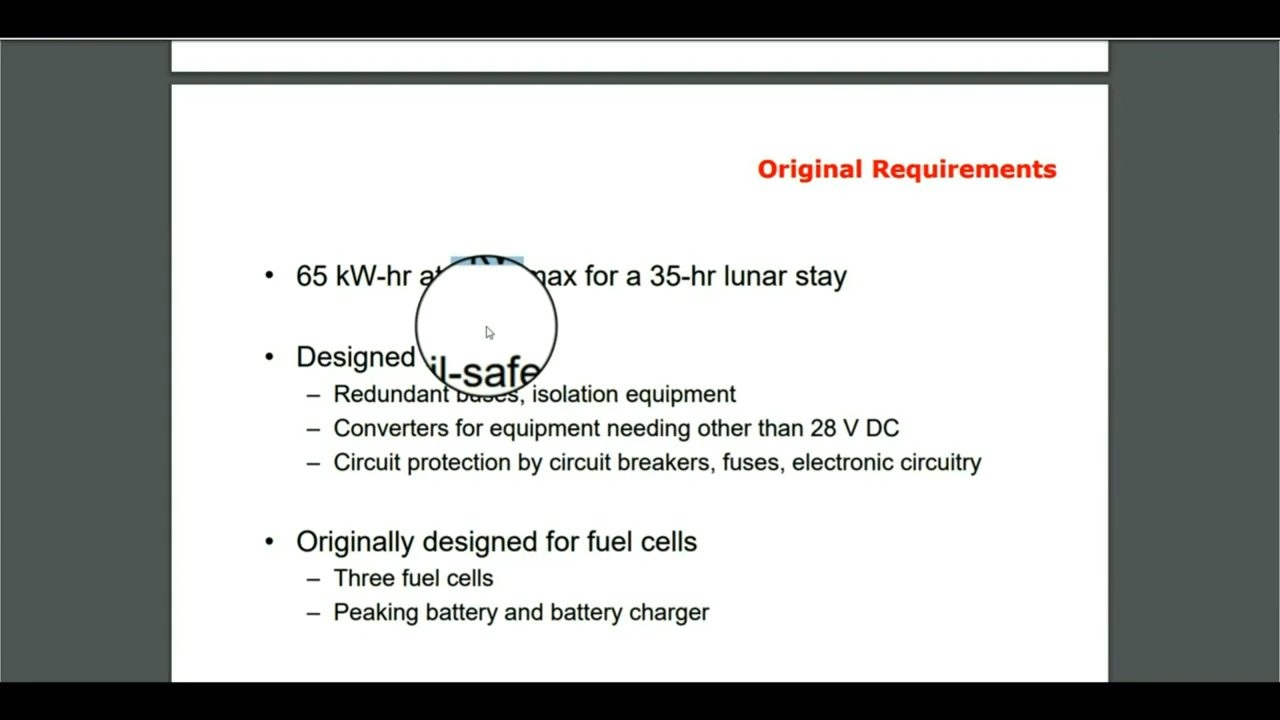 Original Requirements
• 65 kW-hr at max for a 35-hr lunar stay
• Designed il-safe
– Redundant buses, isolation equipment
– Converters for equipment needing other than 28 V DC
– Circuit protection by circuit breakers, fuses, electronic circuitry
• Originally designed for fuel cells
– Three fuel cells
– Peaking battery and battery charger